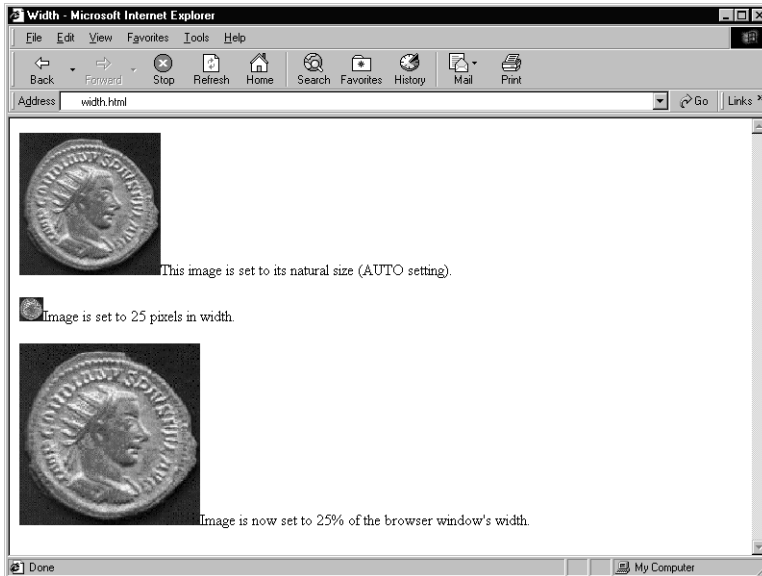 Width - Microsoft Internet Explorer
File Edit View Favorites Tools Help
Back Forward Stop Refresh Home Search Favorites History Mail Print
Address width.html Go Links »
This image is set to its natural size (AUTO setting).
Image is set to 25 pixels in width.
Image is now set to 25% of the browser window's width.
Done My Computer